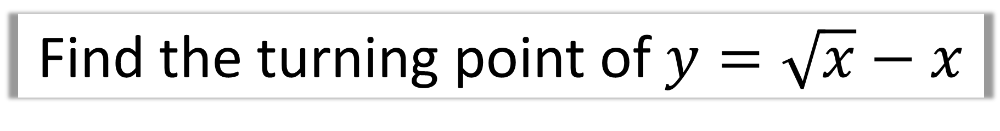 Find the turning point of y = √x − x